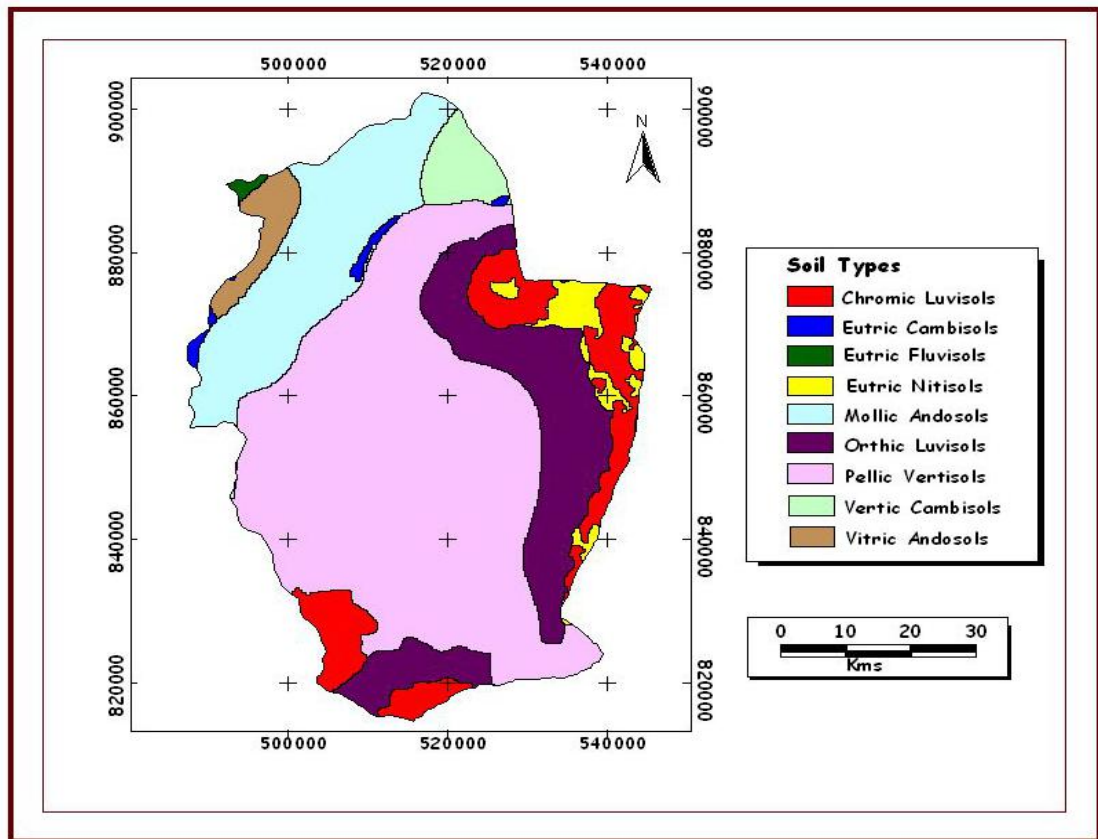 500000 520000 540000
N
900000
880000
860000
840000
820000
900000
880000
860000
840000
820000
500000 520000 540000
Soil Types
Chromic Luvisols
Eutric Cambisols
Eutric Fluvisols
Eutric Nitisols
Mollic Andosols
Orthic Luvisols
Pellic Vertisols
Vertic Cambisols
Vitric Andosols
0 10 20 30
Kms